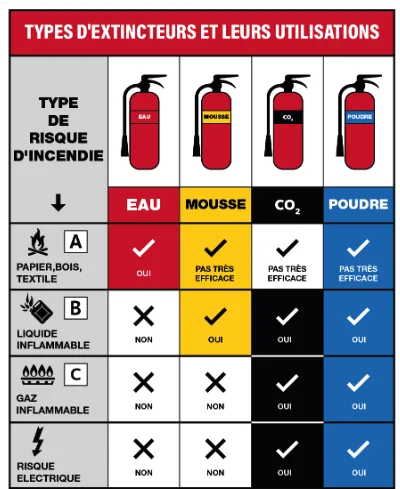 TYPES D'EXTINCTEURS ET LEURS UTILISATIONS
TYPE
DE
RISQUE
D'INCENDIE
EAU
MOUSSE
CO₂
POUDRE
EAU
MOUSSE
CO₂
POUDRE
A
PAPIER,BOIS,
TEXTILE
OUI
PAS TRÈS
EFFICACE
PAS TRÈS
EFFICACE
PAS TRÈS
EFFICACE
B
LIQUIDE
INFLAMMABLE
NON
OUI
OUI
OUI
C
GAZ
INFLAMMABLE
NON
NON
OUI
OUI
RISQUE
ELECTRIQUE
NON
NON
OUI
OUI